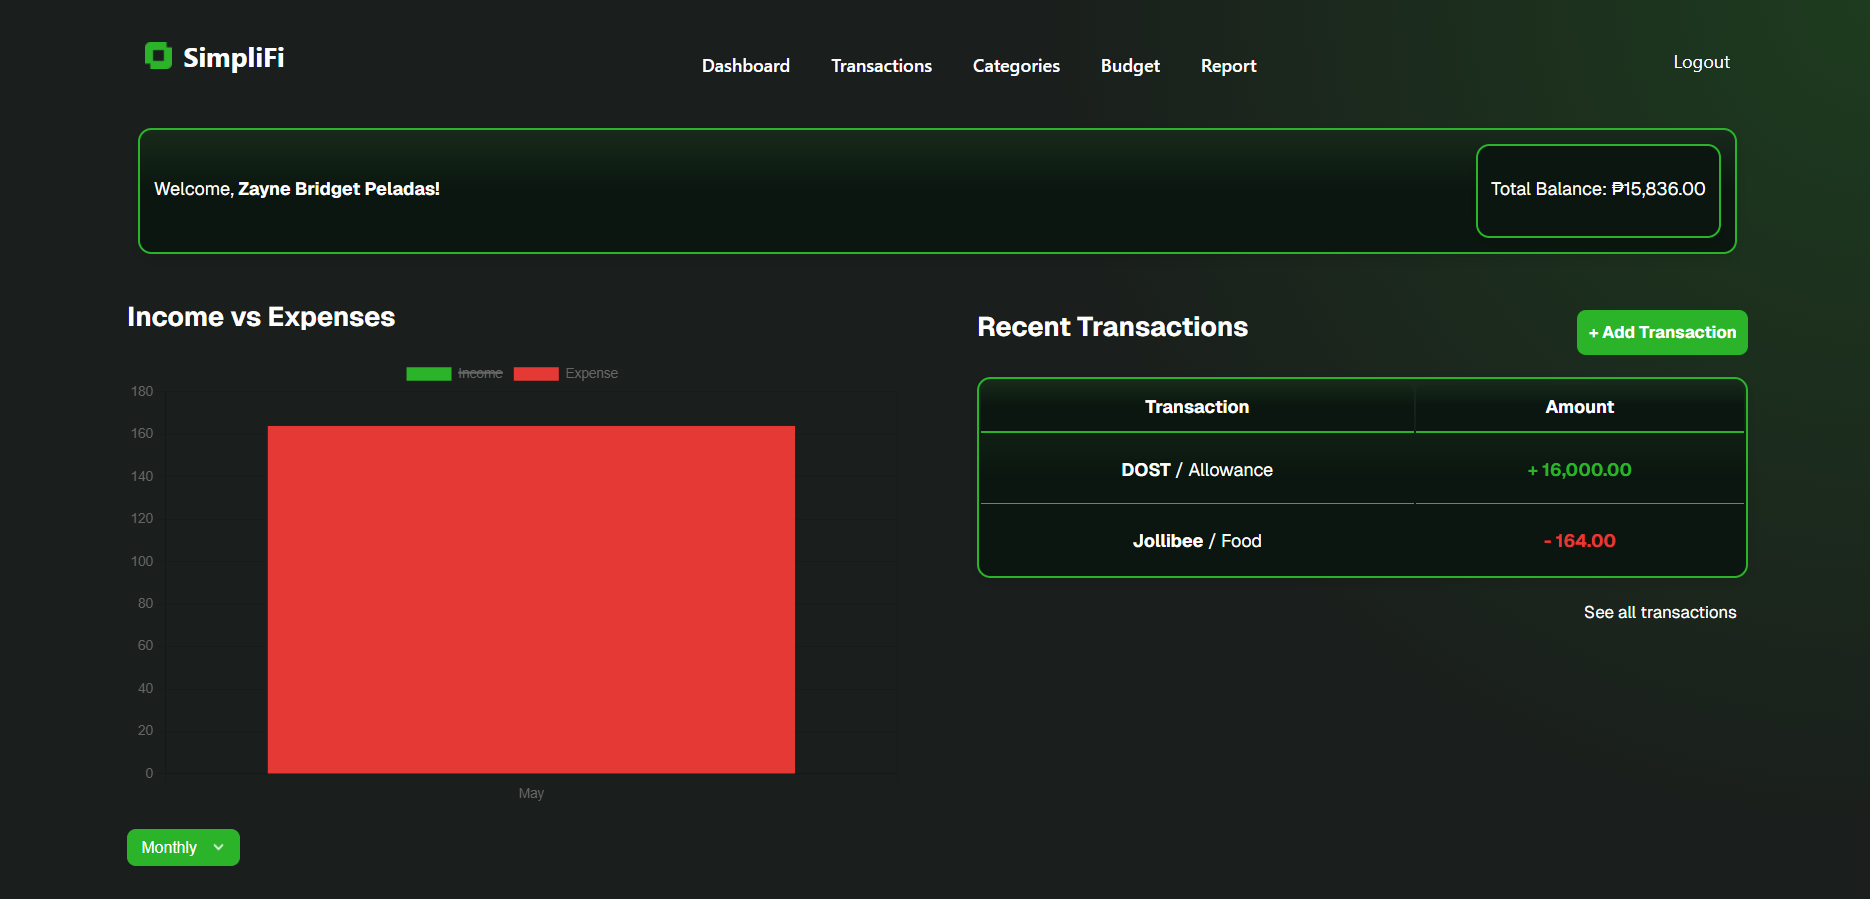 SimpliFi
Dashboard Transactions Categories Budget Report
Logout
Welcome, Zayne Bridget Peladas!
Total Balance: ₱15,836.00
Income vs Expenses
Income Expense
180
160
140
120
100
80
60
40
20
0
May
Monthly
Recent Transactions
+ Add Transaction
Transaction Amount
DOST / Allowance + 16,000.00
Jollibee / Food - 164.00
See all transactions